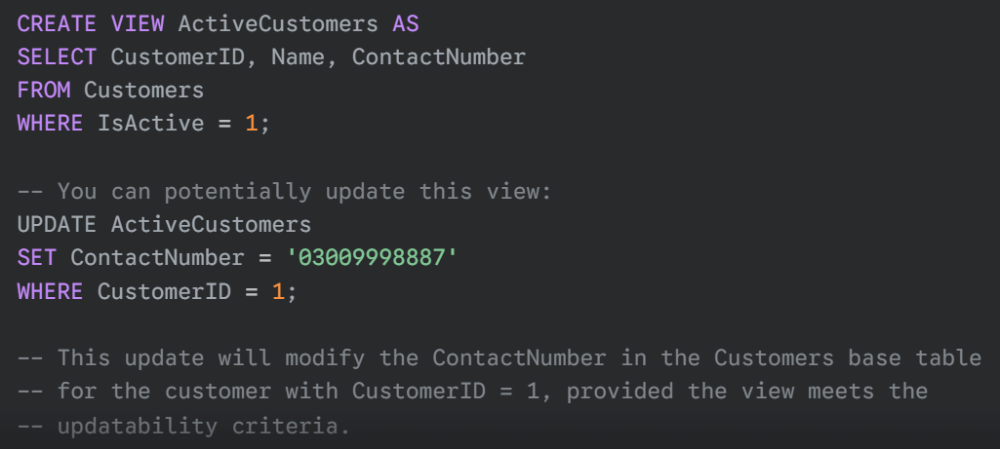 CREATE VIEW ActiveCustomers AS
SELECT CustomerID, Name, ContactNumber
FROM Customers
WHERE IsActive = 1;
-- You can potentially update this view:
UPDATE ActiveCustomers
SET ContactNumber = '03009998887'
WHERE CustomerID = 1;
-- This update will modify the ContactNumber in the Customers base table
-- for the customer with CustomerID = 1, provided the view meets the
-- updatability criteria.